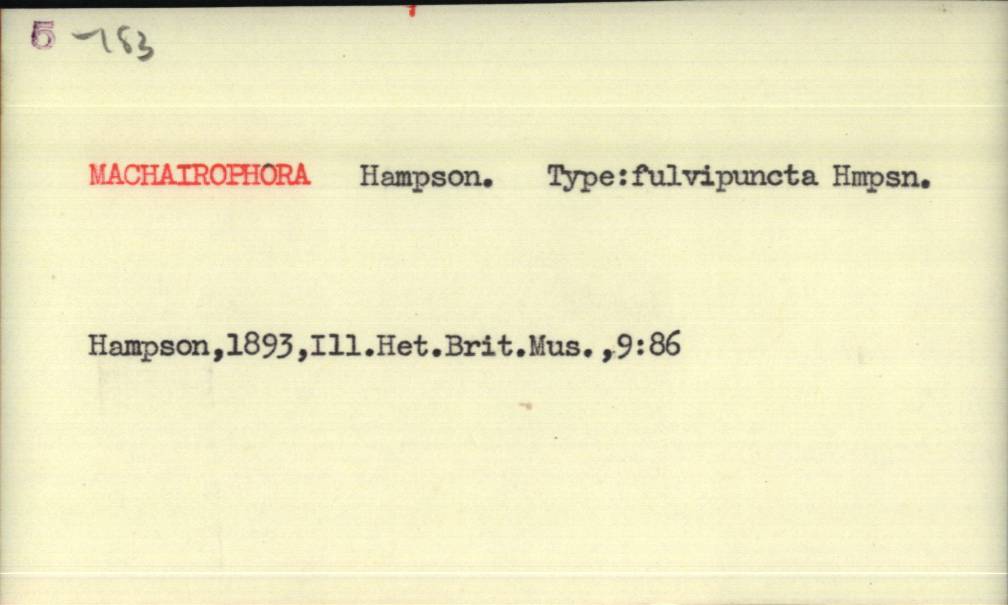 5 -183
MACHAIROPHORA Hampson. Type:fulvipuncta Hmpsn.
Hampson,1893,Ill.Het.Brit.Mus.,9:86